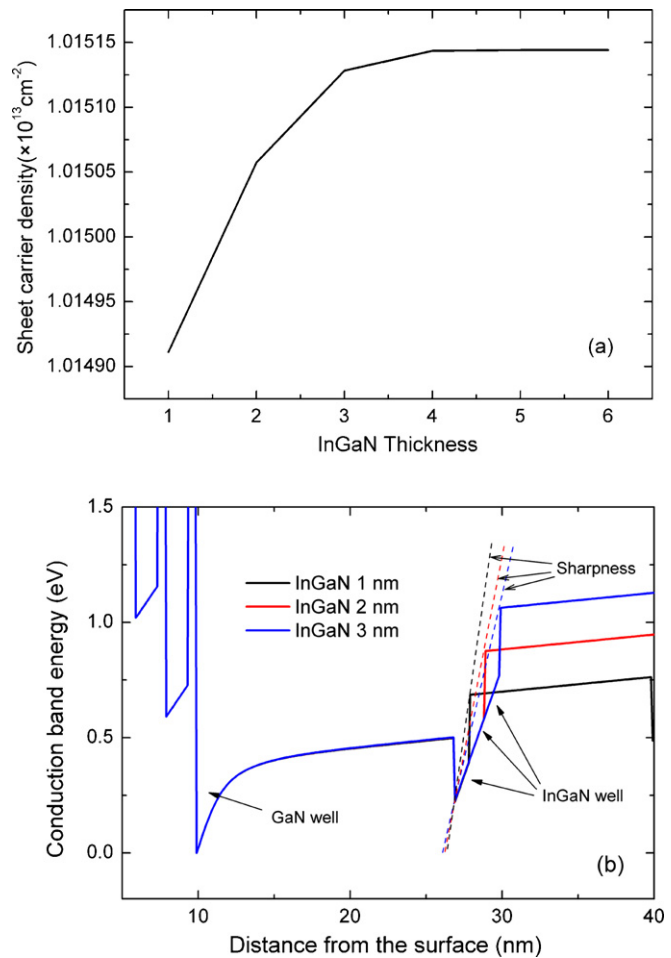 1.01515
1.01510
1.01505
1.01500
1.01495
1.01490
Sheet carrier density(×10¹³cm⁻²)
(a)
1 2 3 4 5 6
InGaN Thickness
1.5
1.0
0.5
0.0
Conduction band energy (eV)
InGaN 1 nm
InGaN 2 nm
InGaN 3 nm
Sharpness
GaN well
InGaN well
(b)
10 20 30 40
Distance from the surface (nm)